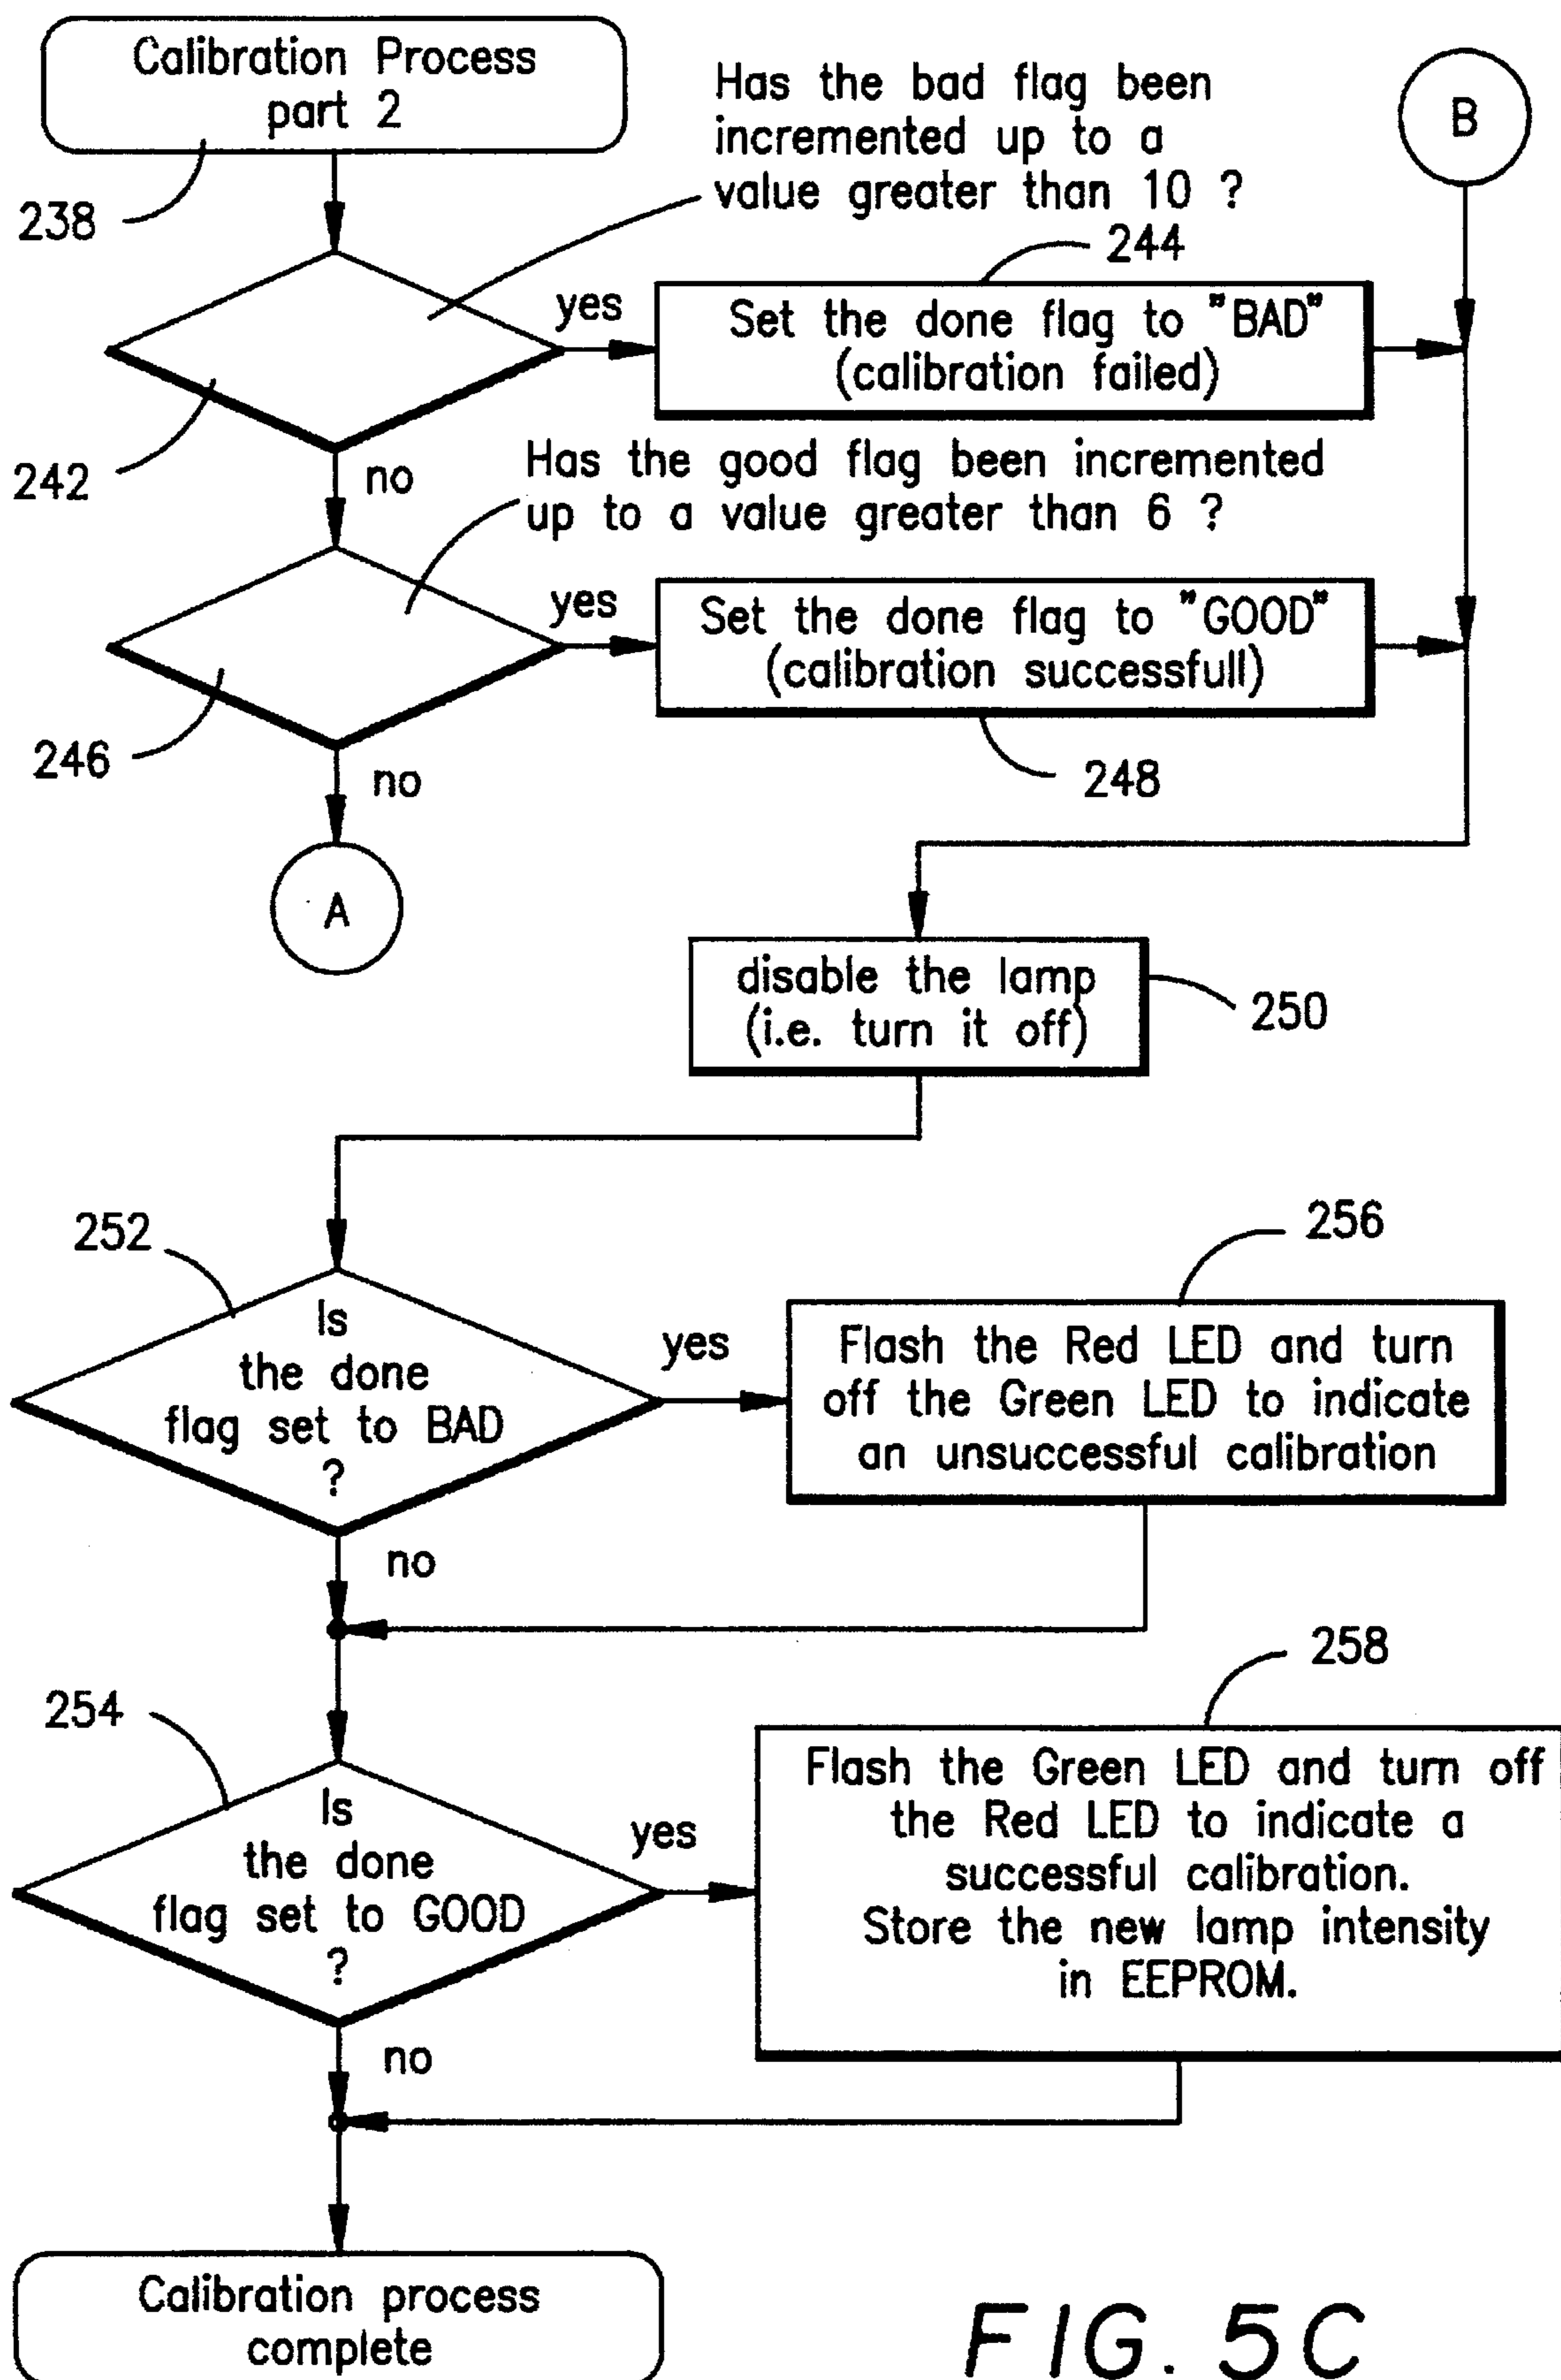 Calibration Process
part 2
238
Has the bad flag been
incremented up to a
value greater than 10 ?
B
242
yes
244
Set the done flag to "BAD"
(calibration failed)
no
Has the good flag been incremented
up to a value greater than 6 ?
246
yes
Set the done flag to "GOOD"
(calibration successfull)
248
no
A
disable the lamp
(i.e. turn it off)
250
252
Is
the done
flag set to BAD
?
yes
256
Flash the Red LED and turn
off the Green LED to indicate
an unsuccessful calibration
no
254
Is
the done
flag set to GOOD
?
yes
258
Flash the Green LED and turn off
the Red LED to indicate a
successful calibration.
Store the new lamp intensity
in EEPROM.
no
Calibration process
complete
FIG. 5C